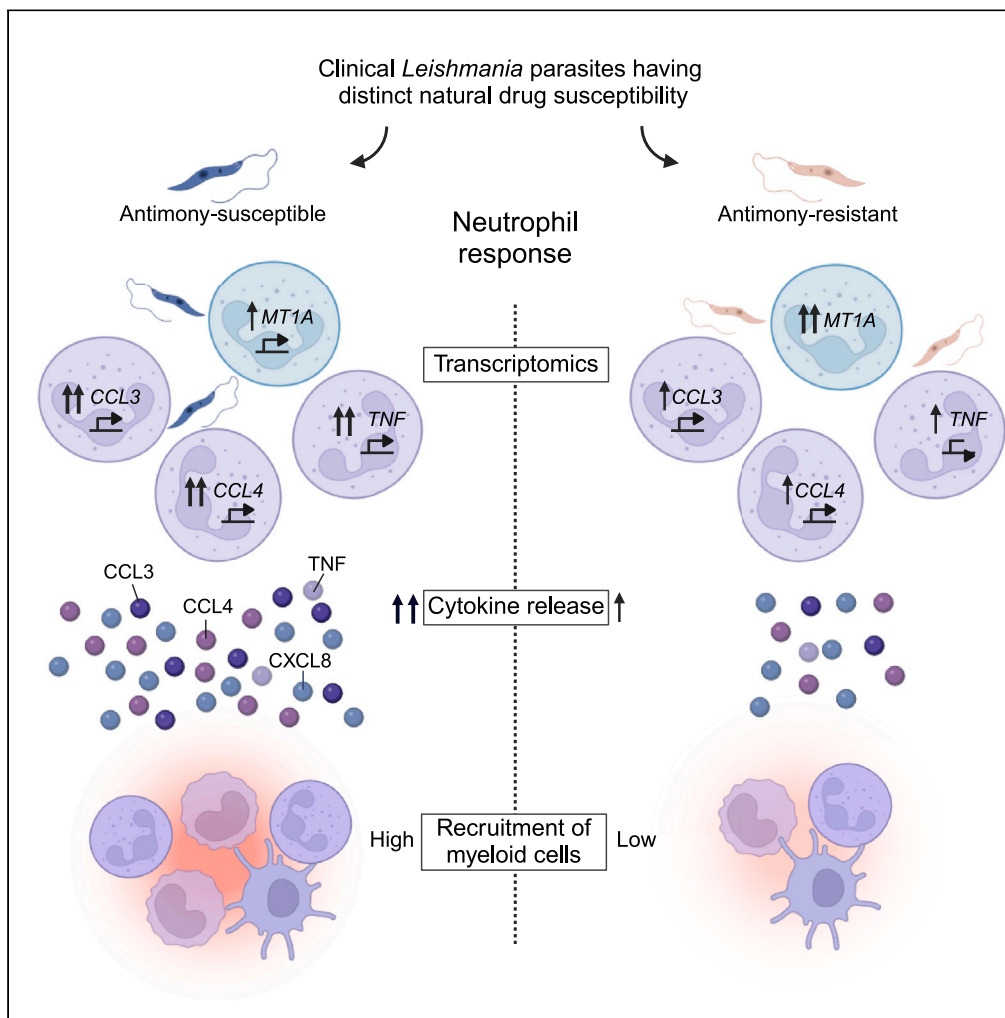 Clinical Leishmania parasites having
distinct natural drug susceptibility
Antimony-susceptible
Antimony-resistant
Neutrophil
response
↑ MT1A
↑↑ CCL3
↑↑ TNF
↑↑ CCL4
Transcriptomics
↑↑ MT1A
↑ CCL3
↑ TNF
↑ CCL4
CCL3
TNF
CCL4
CXCL8
↑↑ Cytokine release ↑
High
Recruitment of
myeloid cells
Low